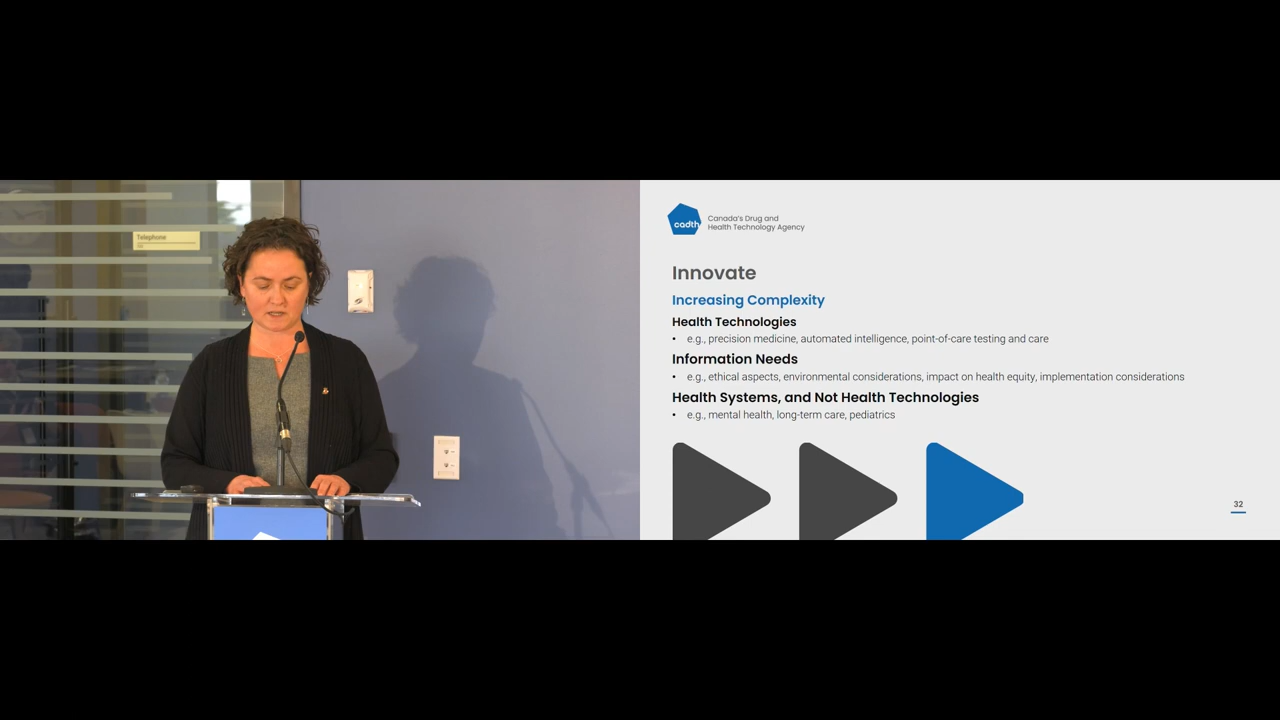 Telephone
cadth
Canada's Drug and
Health Technology Agency
Innovate
Increasing Complexity
Health Technologies
• e.g., precision medicine, automated intelligence, point-of-care testing and care
Information Needs
• e.g., ethical aspects, environmental considerations, impact on health equity, implementation considerations
Health Systems, and Not Health Technologies
• e.g., mental health, long-term care, pediatrics
32